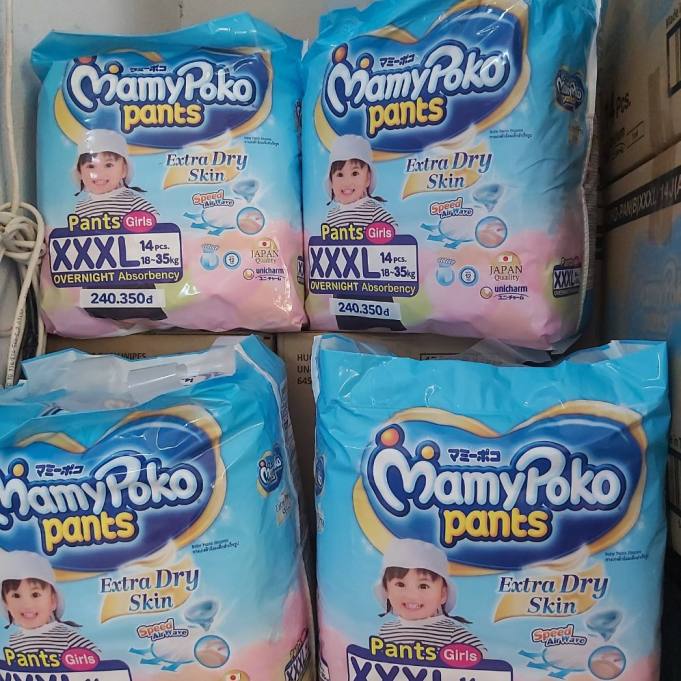 マミーポコ
MamyPoko
pants
Extra Dry
Skin
Speed
Air Wave
Pants Girls
XXXL 14 pcs.
18~35kg
OVERNIGHT Absorbency
JAPAN
Quality
unicharm
ユニ・チャーム
240.350đ
マミーポコ
MamyPoko
pants
Extra Dry
Skin
Speed
Air Wave
Pants Girls
XXXL 14 pcs.
18~35kg
OVERNIGHT Absorbency
JAPAN
Quality
unicharm
ユニ・チャーム
240.350đ
XXXL
14 pcs.
マミーポコ
MamyPoko
pants
Extra Dry
Skin
Speed
Air Wave
Pants Girls
XXXL
マミーポコ
MamyPoko
pants
Extra Dry
Skin
Speed
Air Wave
Pants Girls
XXXL